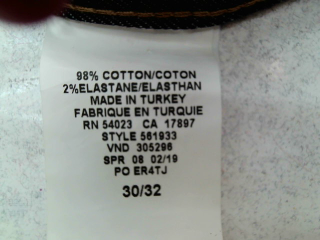 98% COTTON/COTON
2%ELASTANE/ELASTHAN
MADE IN TURKEY
FABRIQUE EN TURQUIE
RN 54023 CA 17897
STYLE 561933
VND 305296
SPR 08 02/19
PO ER4TJ
30/32